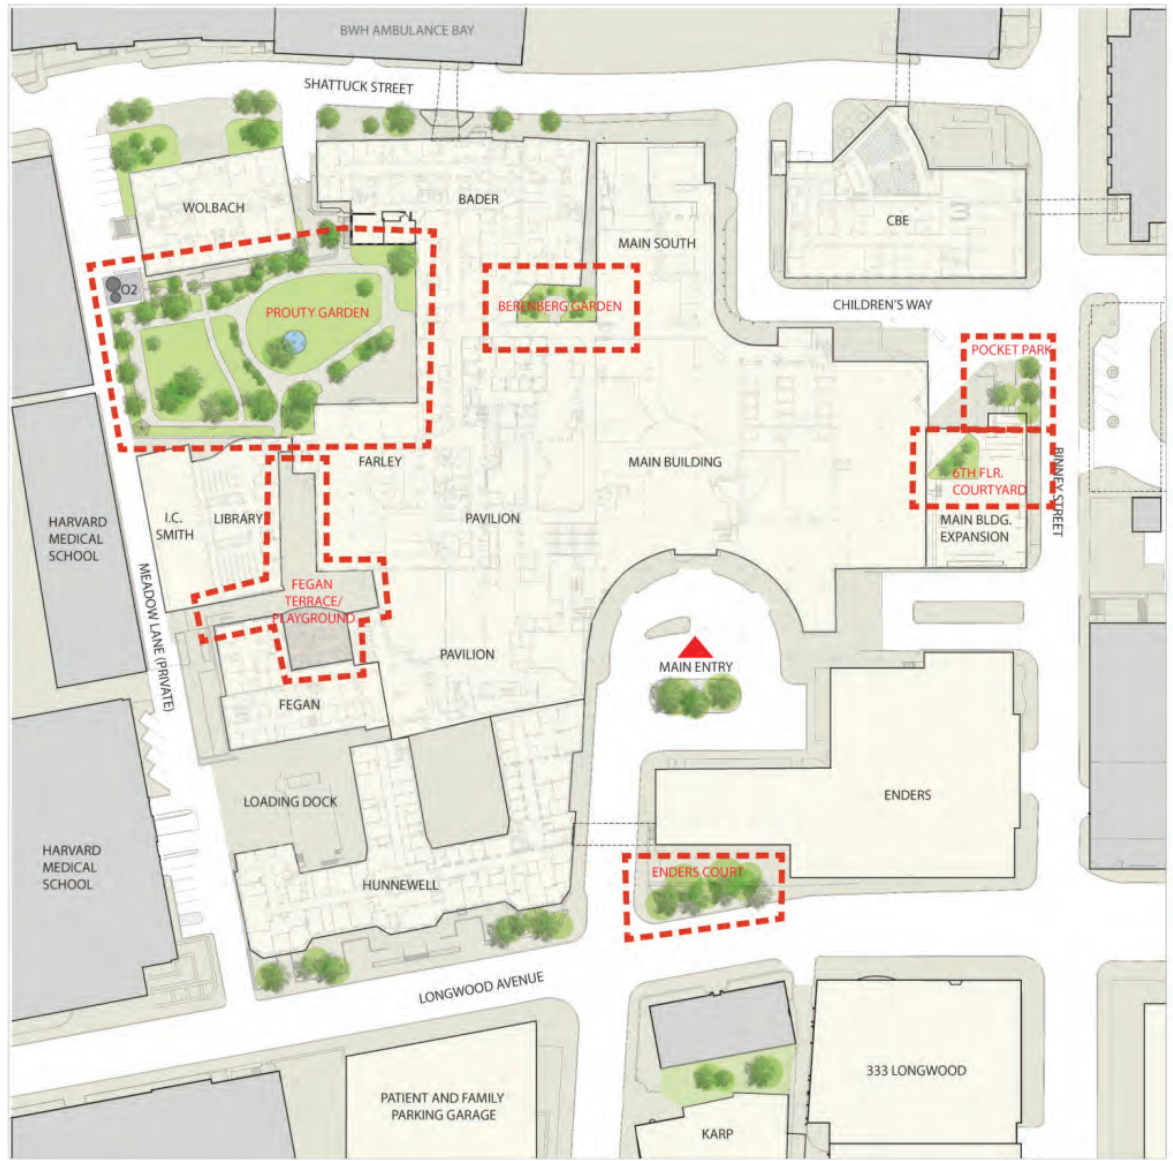 BWH AMBULANCE BAY
SHATTUCK STREET
WOLBACH
BADER
CBE
MAIN SOUTH
O2
PROUTY GARDEN
BERENBERG GARDEN
CHILDREN'S WAY
POCKET PARK
FARLEY
MAIN BUILDING
6TH FLR.
COURTYARD
BINNEY STREET
HARVARD
MEDICAL
SCHOOL
I.C.
SMITH
LIBRARY
PAVILION
MAIN BLDG.
EXPANSION
MEADOW LANE (PRIVATE)
FEGAN
TERRACE/
PLAYGROUND
PAVILION
MAIN ENTRY
FEGAN
LOADING DOCK
ENDERS
HARVARD
MEDICAL
SCHOOL
HUNNEWELL
ENDERS COURT
LONGWOOD AVENUE
PATIENT AND FAMILY
PARKING GARAGE
333 LONGWOOD
KARP